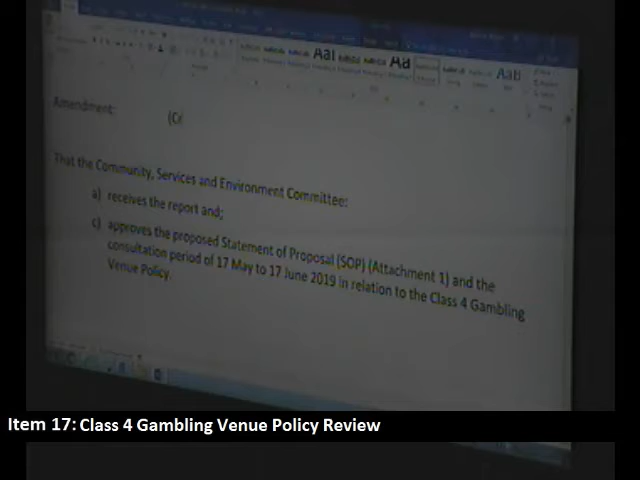 Amendment:
(Cr
That the Community, Services and Environment Committee:
a) receives the report and;
c) approves the proposed Statement of Proposal (SOP) (Attachment 1) and the
consultation period of 17 May to 17 June 2019 in relation to the Class 4 Gambling
Venue Policy.
Item 17: Class 4 Gambling Venue Policy Review